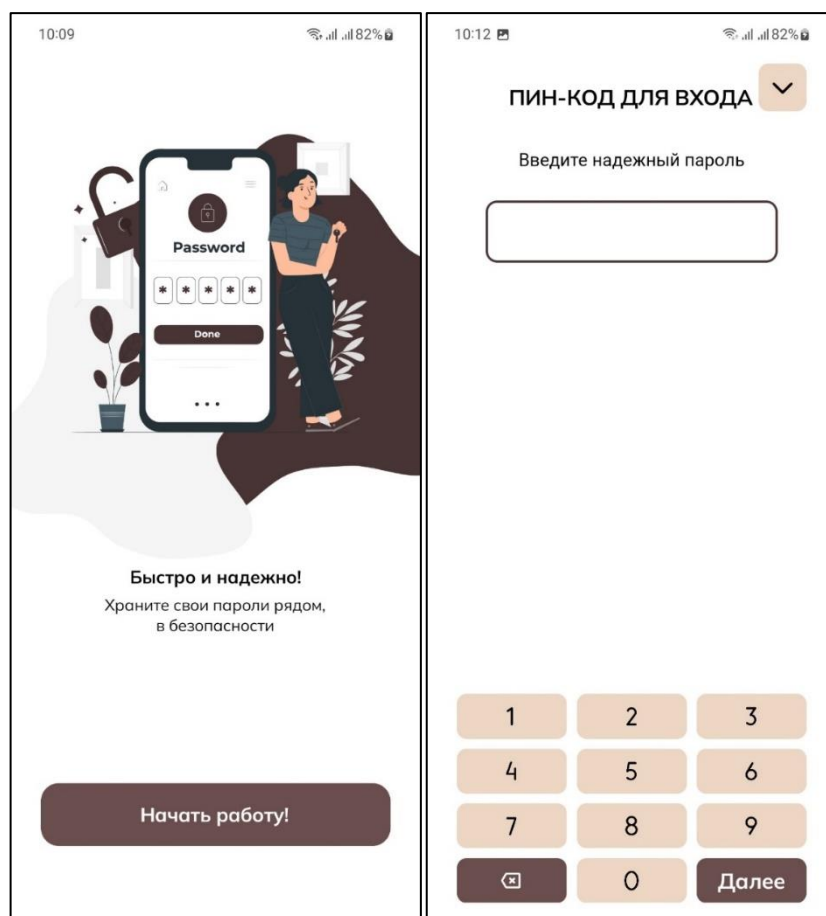 10:09
82%
Password
* * * * *
Done
Быстро и надежно!
Храните свои пароли рядом,
в безопасности
Начать работу!
10:12
82%
ПИН-КОД ДЛЯ ВХОДА
Введите надежный пароль
1 2 3
4 5 6
7 8 9
0 Далее